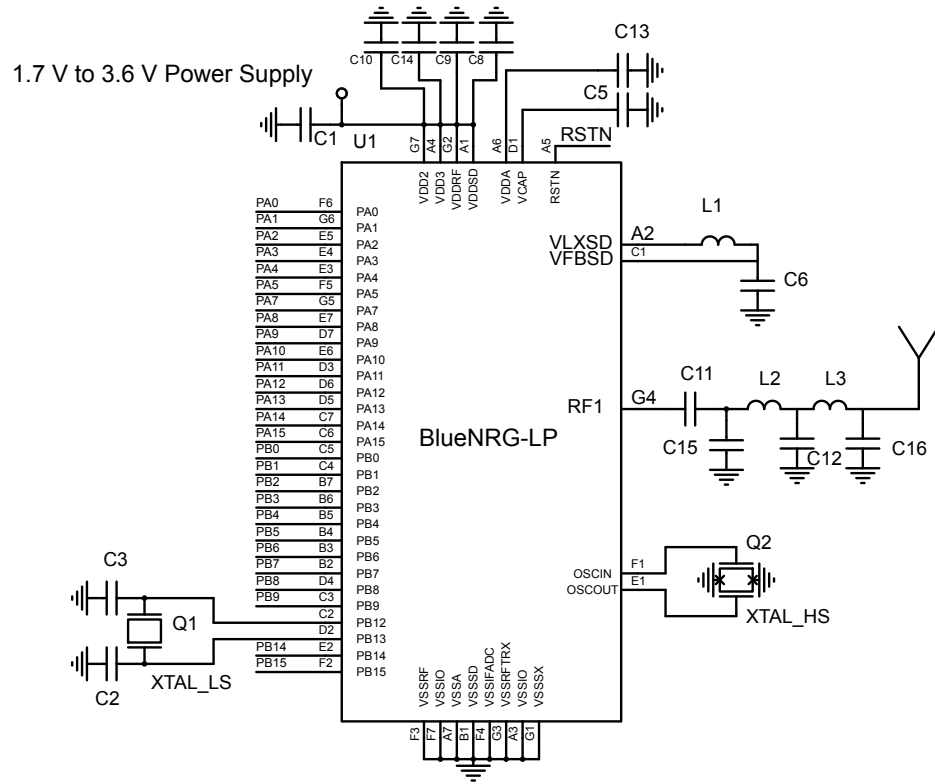 C10 C14 C9 C8
C13
1.7 V to 3.6 V Power Supply
C5
C1
U1
G7 A4 G2 A1 A6 D1 A5
RSTN
VDD2 VDD3 VDDRF VDDSD VDDA VCAP RSTN
PA0 F6 PA0
PA1 G6 PA1
PA2 E5 PA2
PA3 E4 PA3
PA4 E3 PA4
PA5 F5 PA5
PA7 G5 PA7
PA8 E7 PA8
PA9 D7 PA9
PA10 E6 PA10
PA11 D3 PA11
PA12 D6 PA12
PA13 D5 PA13
PA14 C7 PA14
PA15 C6 PA15
PB0 C5 PB0
PB1 C4 PB1
PB2 B7 PB2
PB3 B6 PB3
PB4 B5 PB4
PB5 B4 PB5
PB6 B3 PB6
PB7 B2 PB7
PB8 D4 PB8
PB9 C3 PB9
C2 PB12
D2 PB13
PB14 E2 PB14
PB15 F2 PB15
BlueNRG-LP
L1
VLXSD A2
VFBSD C1
C6
RF1 G4
C11
L2
L3
C15
C12
C16
OSCIN F1
OSCOUT E1
Q2
XTAL_HS
C3
Q1
C2
XTAL_LS
VSSRF VSSIO VSSA VSSSD VSSIFADC VSSRFTRX VSSIO VSSSX
F3 F7 A7 B1 F4 G3 A3 G1